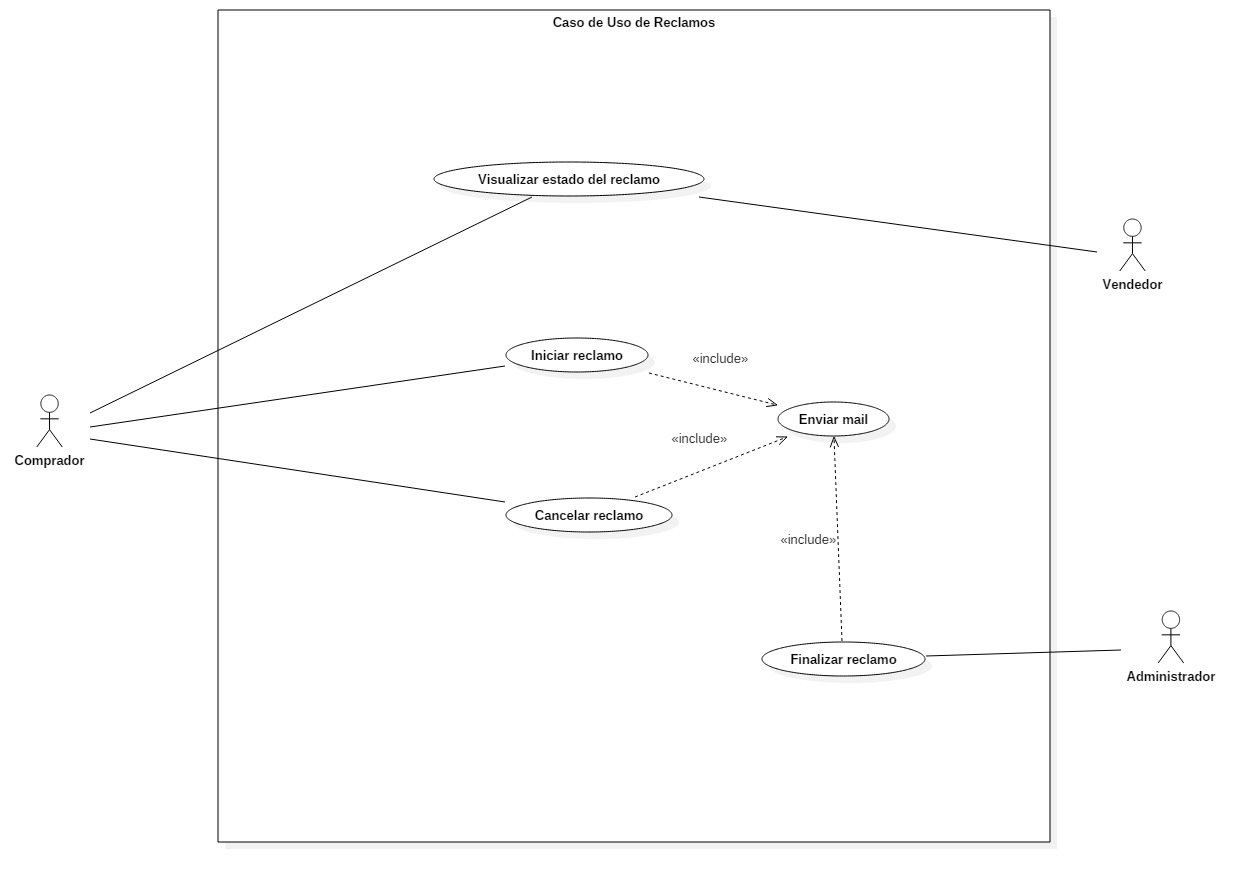 Caso de Uso de Reclamos
Visualizar estado del reclamo
Vendedor
Iniciar reclamo
«include»
Comprador
Enviar mail
«include»
Cancelar reclamo
«include»
Finalizar reclamo
Administrador